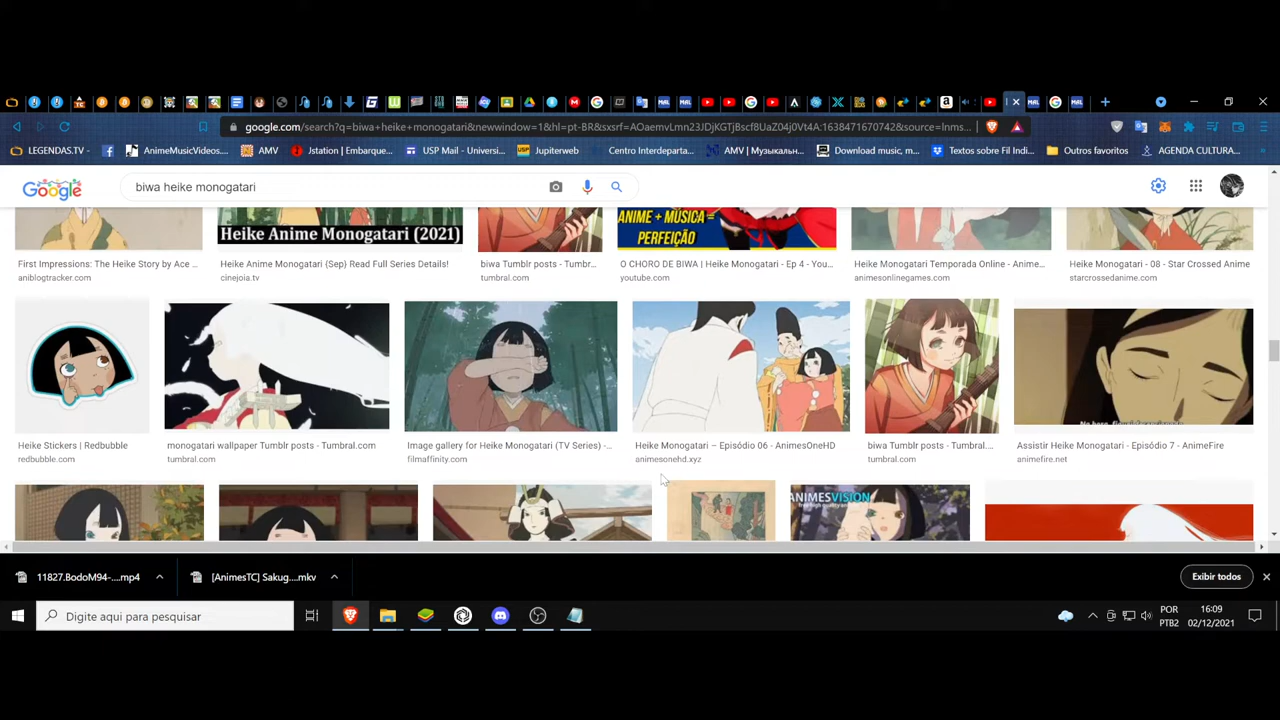 google.com/search?q=biwa+heike+monogatari&newwindow=1&hl=pt-BR&sxsrf=AOaemvLmn23JDjKGTjBscf8UaZ04j0Vt4A:1638471670742&source=lnms...
LEGENDAS.TV -
AnimeMusicVideos....
AMV
Jstation | Embarque...
USP Mail - Universi...
Jupiterweb
Centro Interdeparta...
AMV | Музыкальн...
Download music, m...
Textos sobre Fil Indi...
Outros favoritos
AGENDA CULTURA...
Google
biwa heike monogatari
Heike Anime Monogatari (2021)
ANIME + MÚSICA =
PERFEIÇÃO
First Impressions: The Heike Story by Ace ...
Heike Anime Monogatari {Sep} Read Full Series Details!
biwa Tumblr posts - Tumbr...
O CHORO DE BIWA | Heike Monogatari - Ep 4 - You...
Heike Monogatari Temporada Online - Anime...
Heike Monogatari - 08 - Star Crossed Anime
aniblogtracker.com
cinejoia.tv
tumbral.com
youtube.com
animesonlinegames.com
starcrossedanime.com
Heike Stickers | Redbubble
monogatari wallpaper Tumblr posts - Tumbral.com
Image gallery for Heike Monogatari (TV Series) -...
Heike Monogatari – Episódio 06 - AnimesOneHD
biwa Tumblr posts - Tumbral....
Assistir Heike Monogatari - Episódio 7 - AnimeFire
redbubble.com
tumbral.com
filmaffinity.com
animesonehd.xyz
tumbral.com
animefire.net
ANIMESVISION
11827.BodoM94-....mp4
[AnimesTC] Sakug....mkv
Exibir todos
Digite aqui para pesquisar
POR
PTB2
16:09
02/12/2021